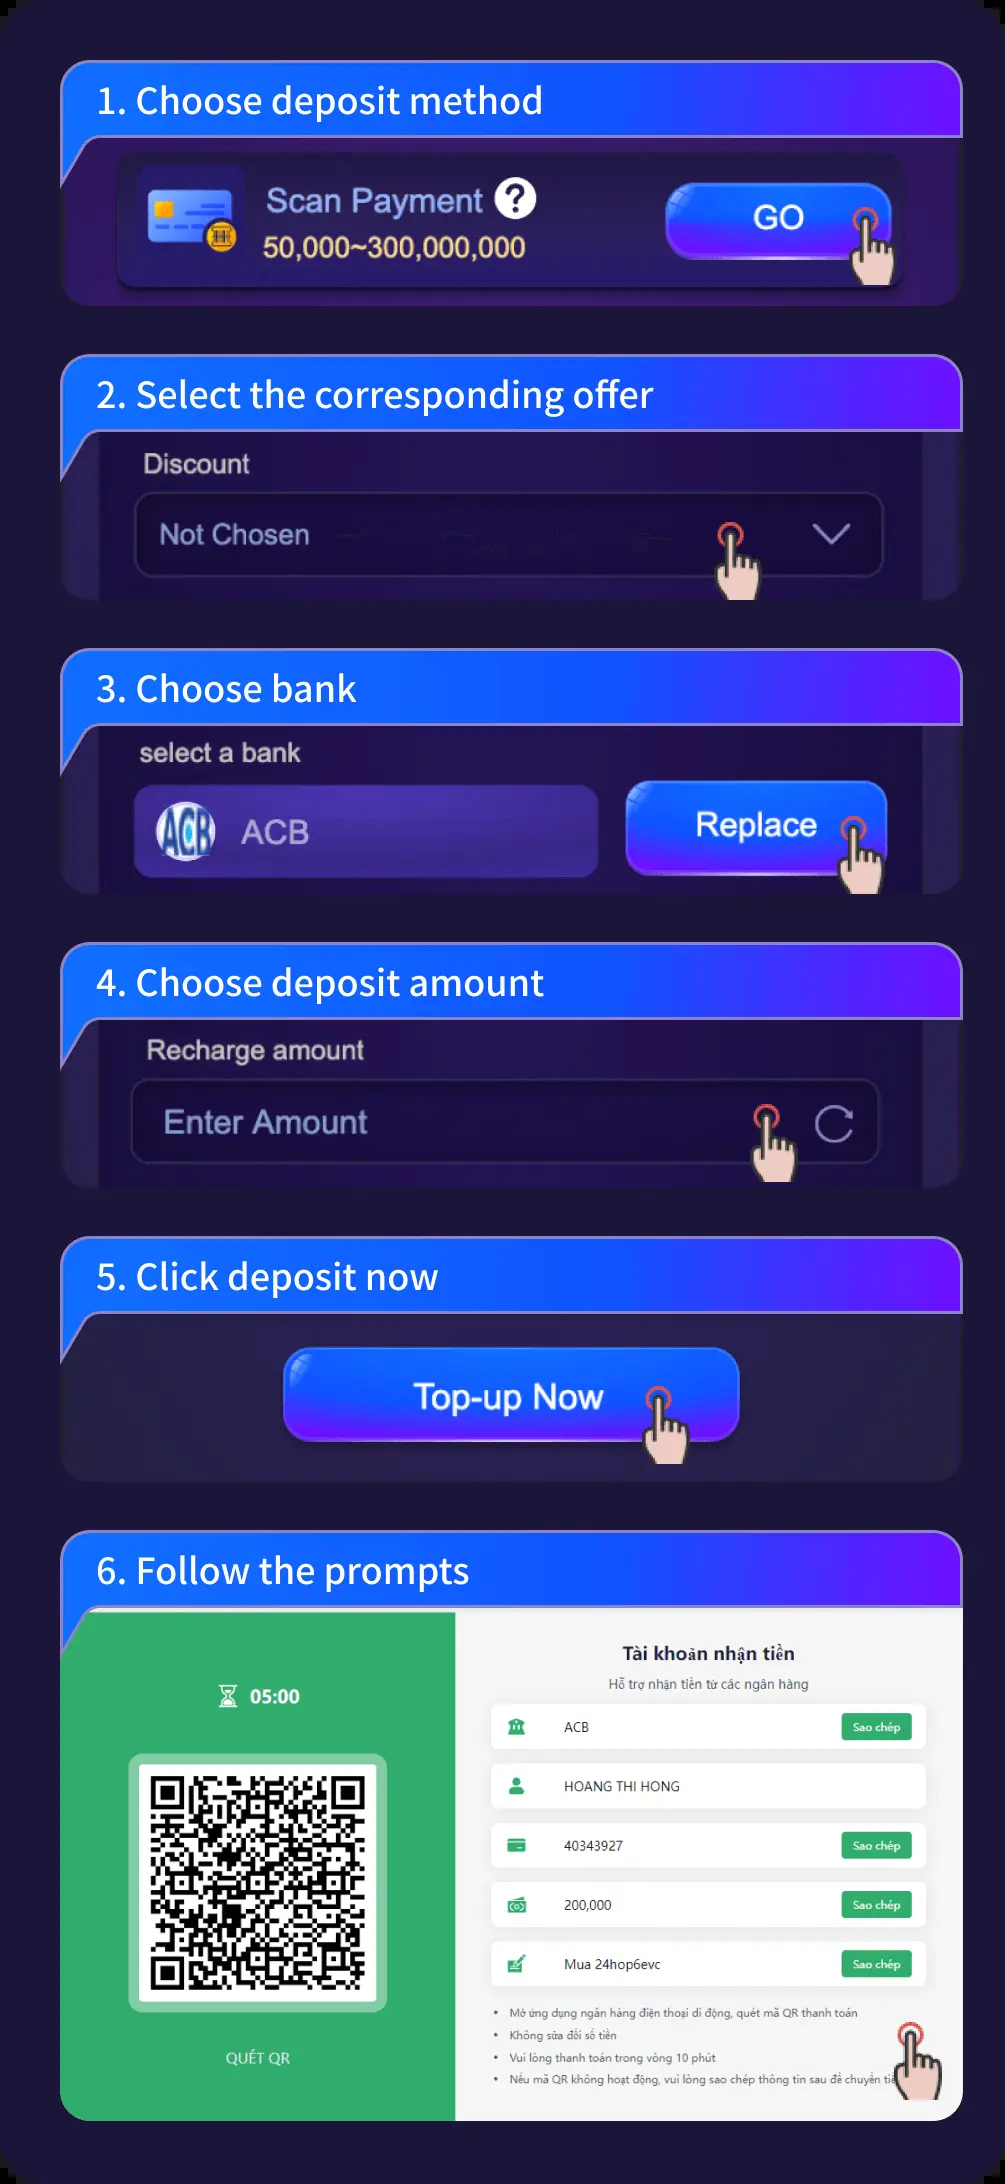 1. Choose deposit method
Scan Payment ?
50,000~300,000,000
GO
2. Select the corresponding offer
Discount
Not Chosen
3. Choose bank
select a bank
ACB
ACB
Replace
4. Choose deposit amount
Recharge amount
Enter Amount
5. Click deposit now
Top-up Now
6. Follow the prompts
05:00
QUÉT QR
Tài khoản nhận tiền
Hỗ trợ nhận tiền từ các ngân hàng
ACB
Sao chép
HOANG THI HONG
40343927
Sao chép
200,000
Sao chép
Mua 24hop6evc
Sao chép
• Mở ứng dụng ngân hàng điện thoại di động, quét mã QR thanh toán
• Không sửa đổi số tiền
• Vui lòng thanh toán trong vòng 10 phút
• Nếu mã QR không hoạt động, vui lòng sao chép thông tin sau để chuyển